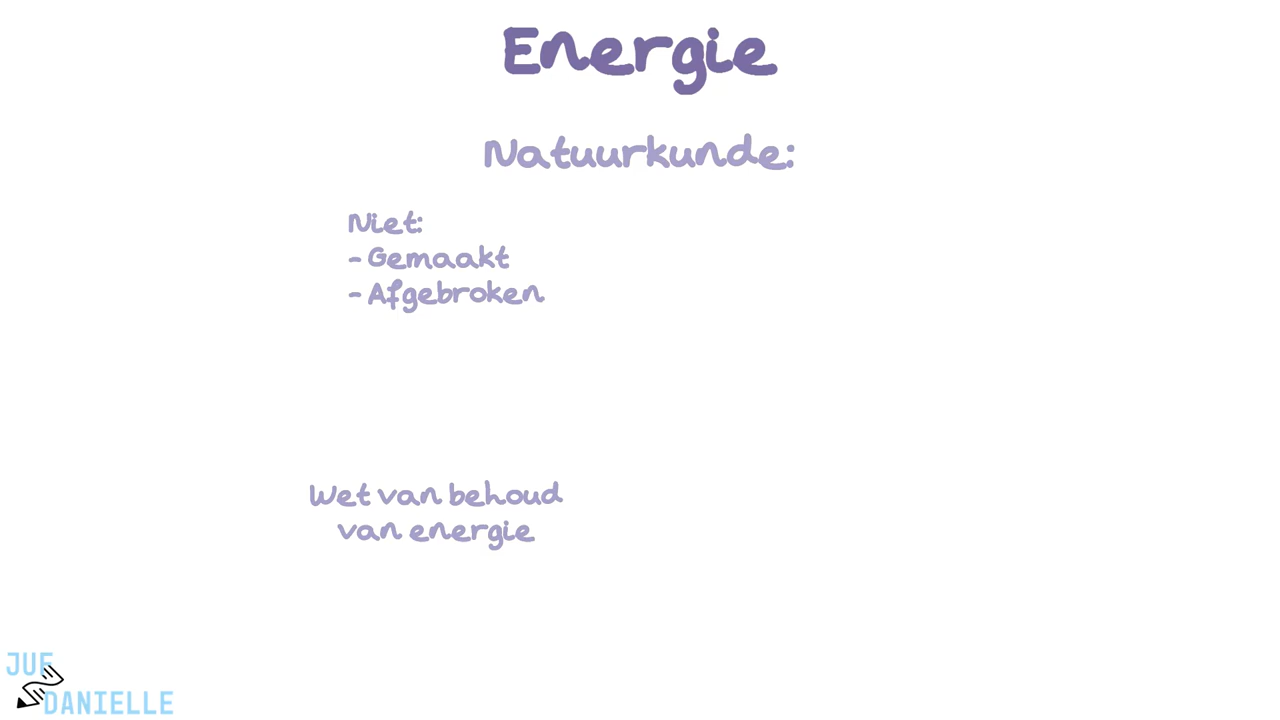 Energie
Natuurkunde:
Niet:
- Gemaakt
- Afgebroken
Wet van behoud
van energie
JUF
DANIELLE